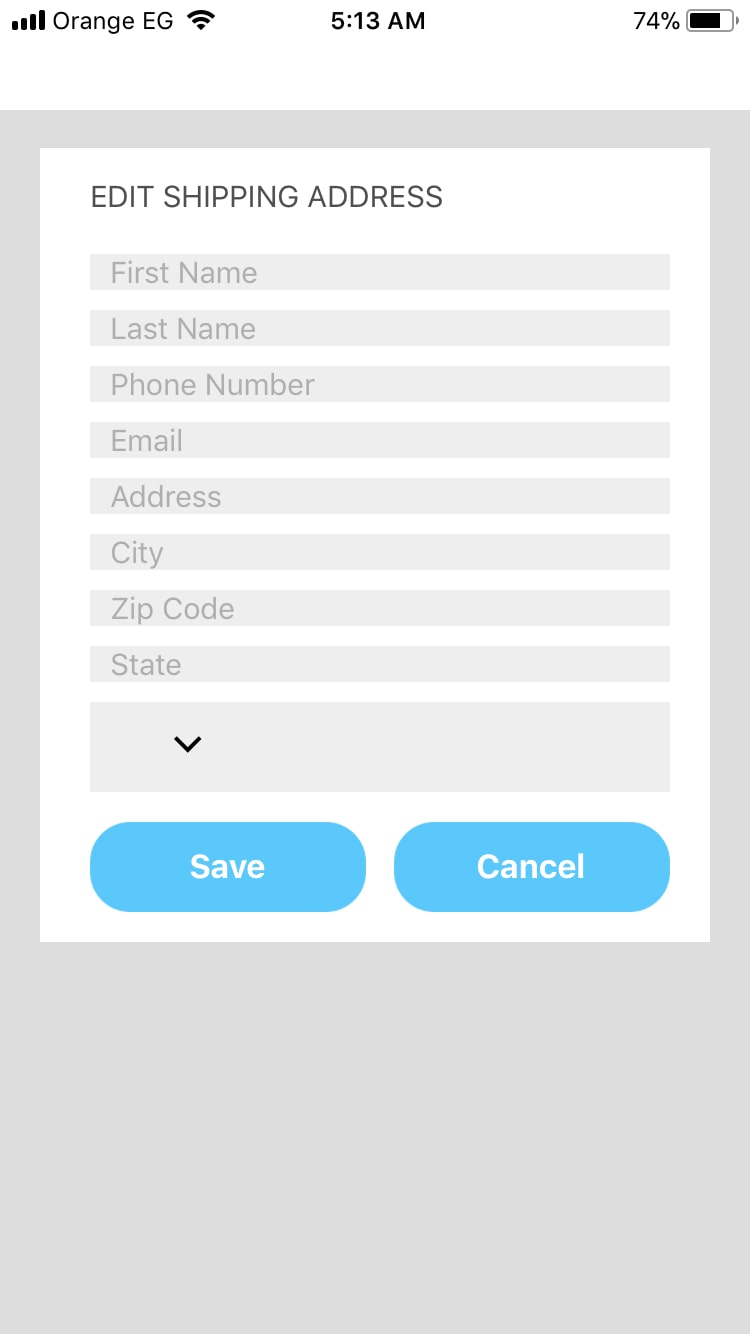 Orange EG 5:13 AM 74%
EDIT SHIPPING ADDRESS
First Name
Last Name
Phone Number
Email
Address
City
Zip Code
State
Save Cancel